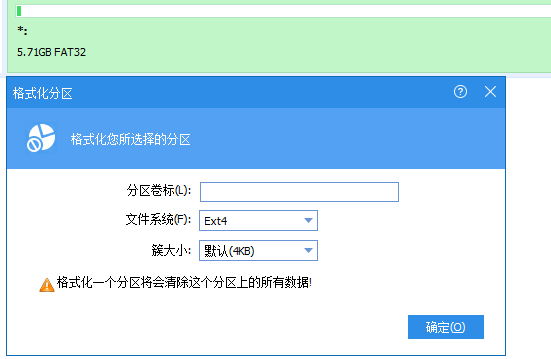 *:
5.71GB FAT32
格式化分区
格式化您所选择的分区
分区卷标(L):
文件系统(F): Ext4
簇大小: 默认(4KB)
格式化一个分区将会清除这个分区上的所有数据!
确定(O)